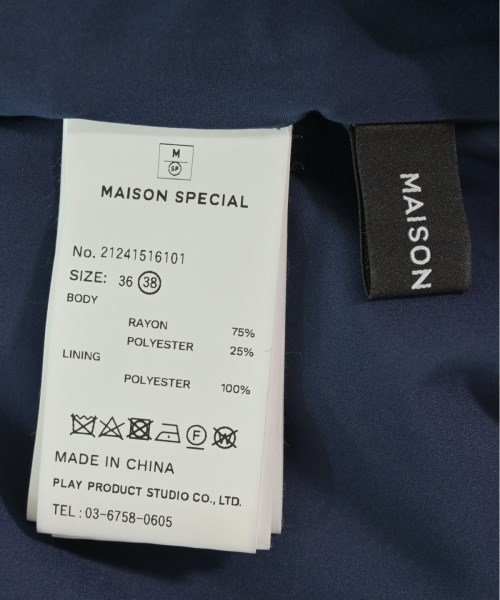 M
SP
MAISON SPECIAL
No. 21241516101
SIZE: 36 38
BODY
RAYON 75%
POLYESTER 25%
LINING
POLYESTER 100%
F
W
MADE IN CHINA
PLAY PRODUCT STUDIO CO., LTD.
TEL : 03-6758-0605
MAISON